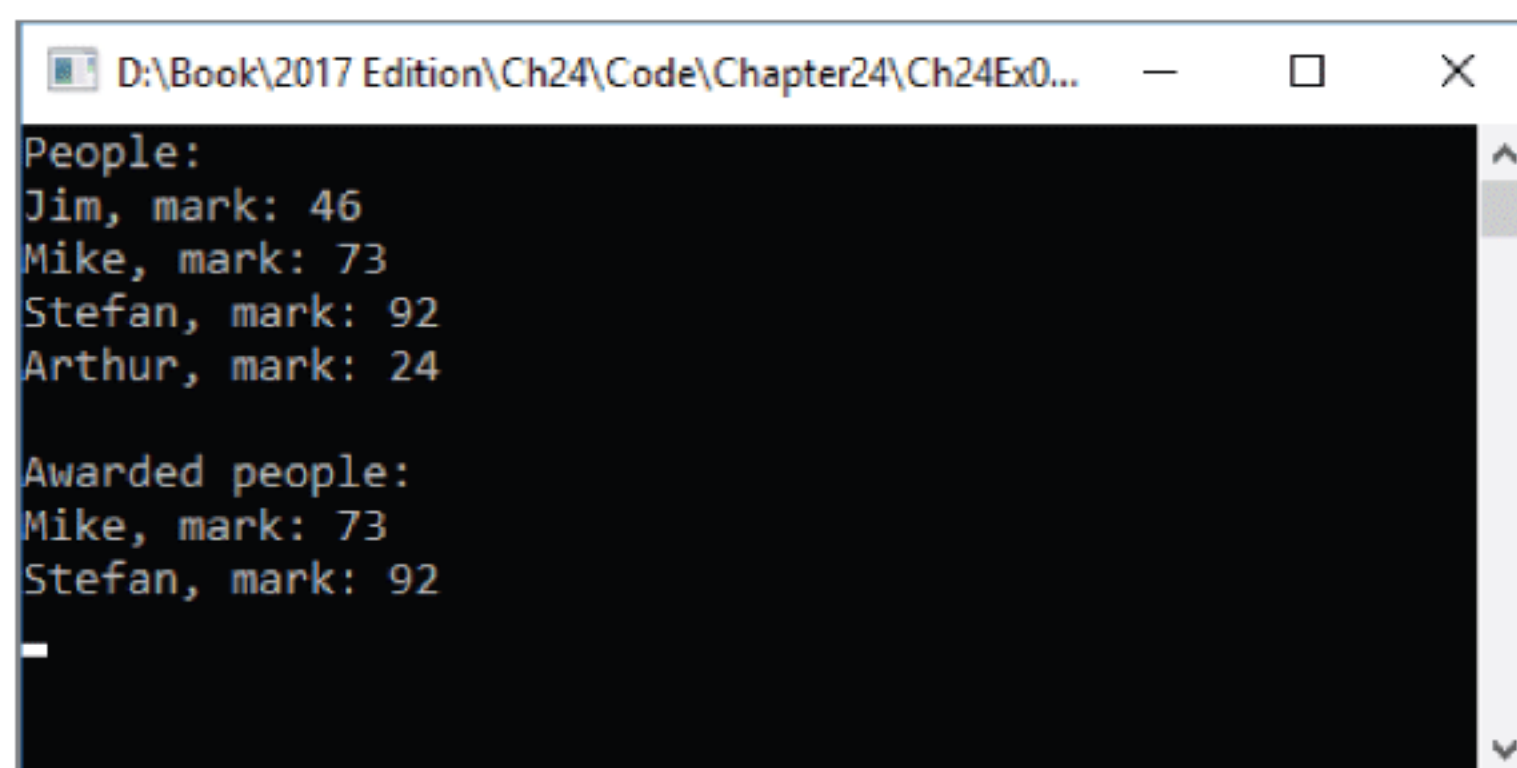 D:\Book\2017 Edition\Ch24\Code\Chapter24\Ch24Ex0...
People:
Jim, mark: 46
Mike, mark: 73
Stefan, mark: 92
Arthur, mark: 24
Awarded people:
Mike, mark: 73
Stefan, mark: 92